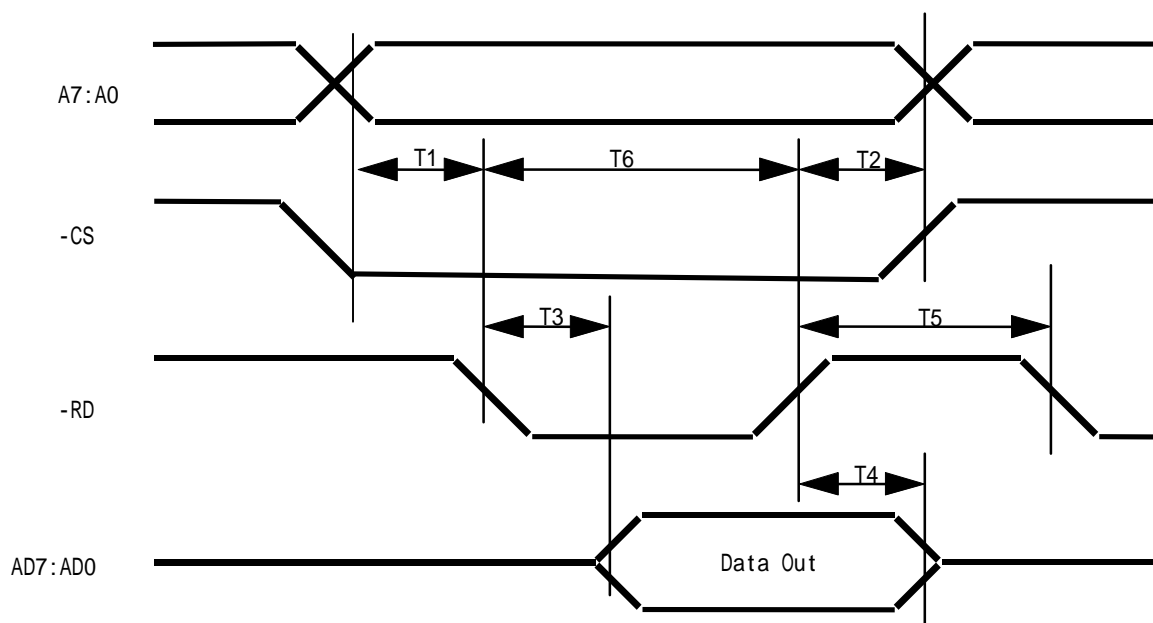 A7:A0
T1 T6 T2
-CS
T3 T5
-RD
T4
AD7:AD0 Data Out